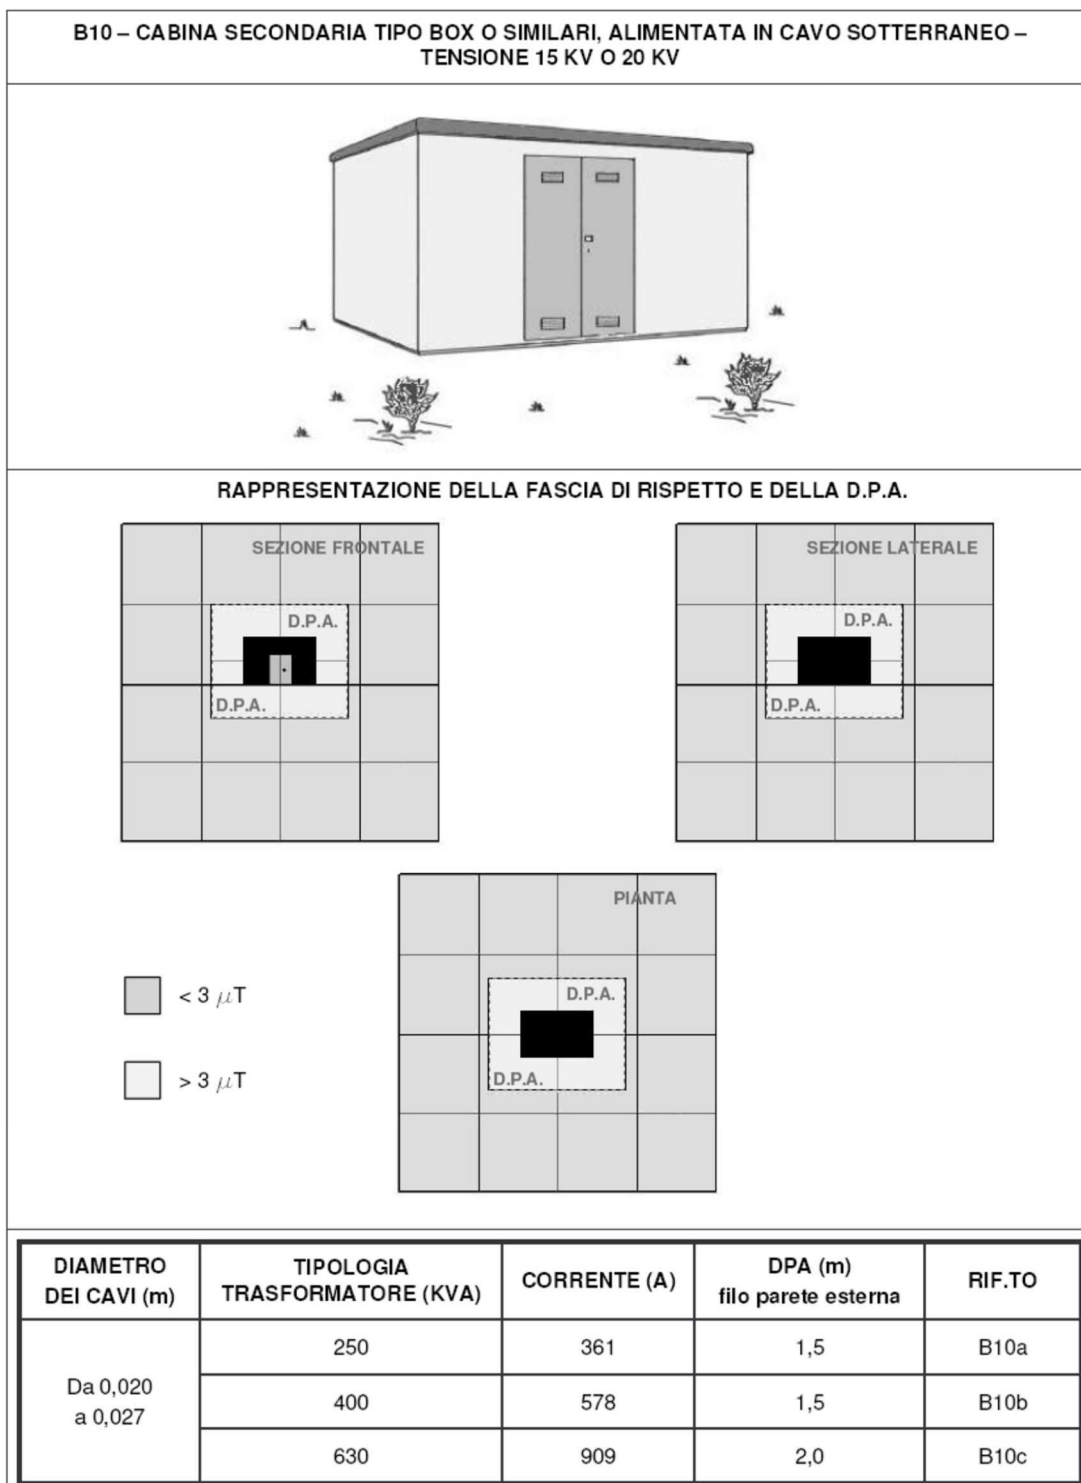 B10 – CABINA SECONDARIA TIPO BOX O SIMILARI, ALIMENTATA IN CAVO SOTTERRANEO –
TENSIONE 15 KV O 20 KV
RAPPRESENTAZIONE DELLA FASCIA DI RISPETTO E DELLA D.P.A.
SEZIONE FRONTALE
D.P.A.
D.P.A.
SEZIONE LATERALE
D.P.A.
D.P.A.
PIANTA
D.P.A.
D.P.A.
< 3 μT
> 3 μT
DIAMETRO
DEI CAVI (m)
TIPOLOGIA
TRASFORMATORE (KVA)
CORRENTE (A)
DPA (m)
filo parete esterna
RIF.TO
Da 0,020
a 0,027
250
361
1,5
B10a
400
578
1,5
B10b
630
909
2,0
B10c